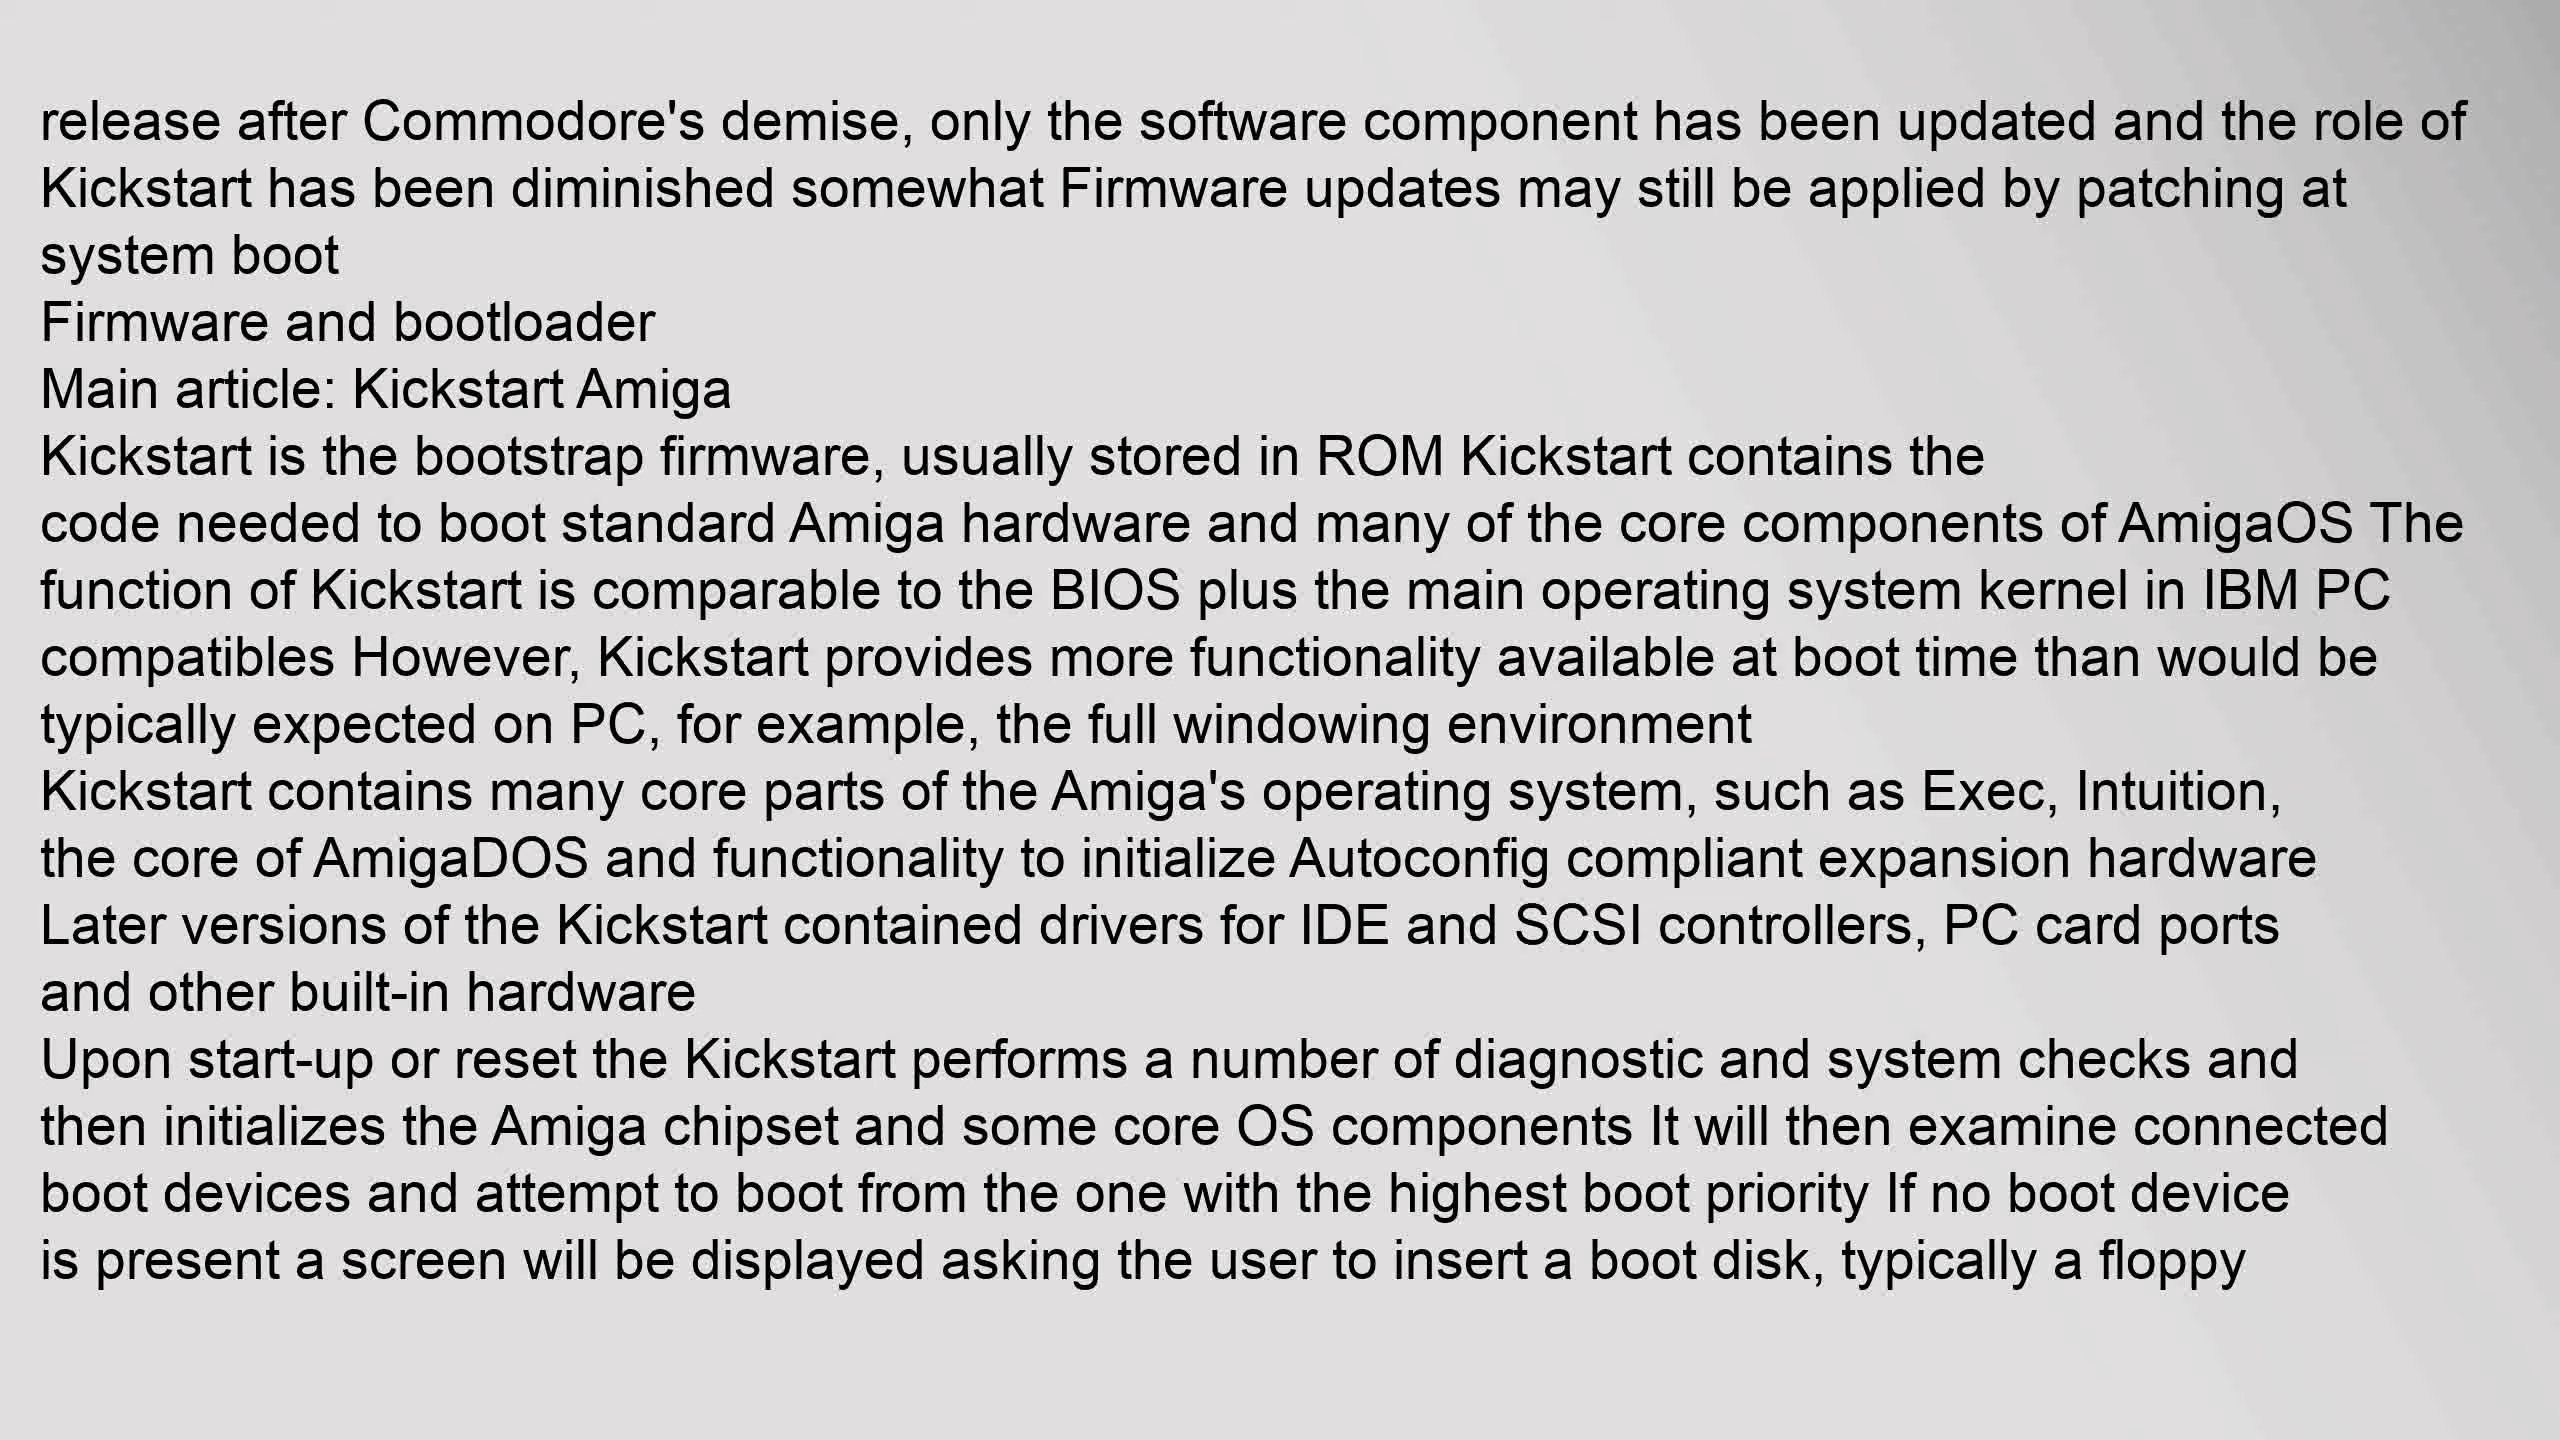 release after Commodore's demise, only the software component has been updated and the role of
Kickstart has been diminished somewhat Firmware updates may still be applied by patching at
system boot
Firmware and bootloader
Main article: Kickstart Amiga
Kickstart is the bootstrap firmware, usually stored in ROM Kickstart contains the
code needed to boot standard Amiga hardware and many of the core components of AmigaOS The
function of Kickstart is comparable to the BIOS plus the main operating system kernel in IBM PC
compatibles However, Kickstart provides more functionality available at boot time than would be
typically expected on PC, for example, the full windowing environment
Kickstart contains many core parts of the Amiga's operating system, such as Exec, Intuition,
the core of AmigaDOS and functionality to initialize Autoconfig compliant expansion hardware
Later versions of the Kickstart contained drivers for IDE and SCSI controllers, PC card ports
and other built-in hardware
Upon start-up or reset the Kickstart performs a number of diagnostic and system checks and
then initializes the Amiga chipset and some core OS components It will then examine connected
boot devices and attempt to boot from the one with the highest boot priority If no boot device
is present a screen will be displayed asking the user to insert a boot disk, typically a floppy